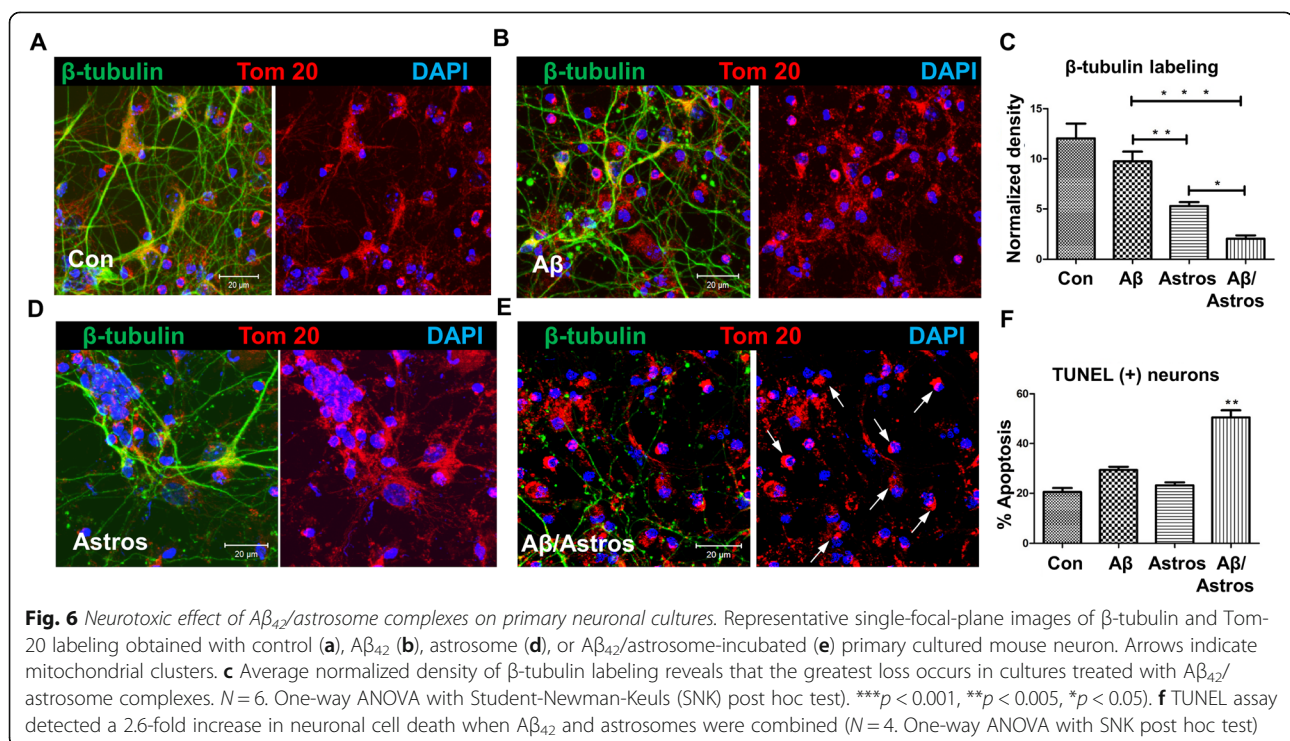 A
β-tubulin Tom 20 DAPI
Con
20 µm
B
β-tubulin Tom 20 DAPI
Aβ
20 µm
C
β-tubulin labeling
* * *
* *
*
Normalized density
15
10
5
0
Con Aβ Astros Aβ/
Astros
D
β-tubulin Tom 20 DAPI
Astros
20 µm
E
β-tubulin Tom 20 DAPI
Aβ/Astros
20 µm
F
TUNEL (+) neurons
**
% Apoptosis
60
40
20
0
Con Aβ Astros Aβ/
Astros
Fig. 6 Neurotoxic effect of Aβ42/astrosome complexes on primary neuronal cultures. Representative single-focal-plane images of β-tubulin and Tom-
20 labeling obtained with control (a), Aβ42 (b), astrosome (d), or Aβ42/astrosome-incubated (e) primary cultured mouse neuron. Arrows indicate
mitochondrial clusters. c Average normalized density of β-tubulin labeling reveals that the greatest loss occurs in cultures treated with Aβ42/
astrosome complexes. N = 6. One-way ANOVA with Student-Newman-Keuls (SNK) post hoc test). ***p < 0.001, **p < 0.005, *p < 0.05). f TUNEL assay
detected a 2.6-fold increase in neuronal cell death when Aβ42 and astrosomes were combined (N = 4. One-way ANOVA with SNK post hoc test)